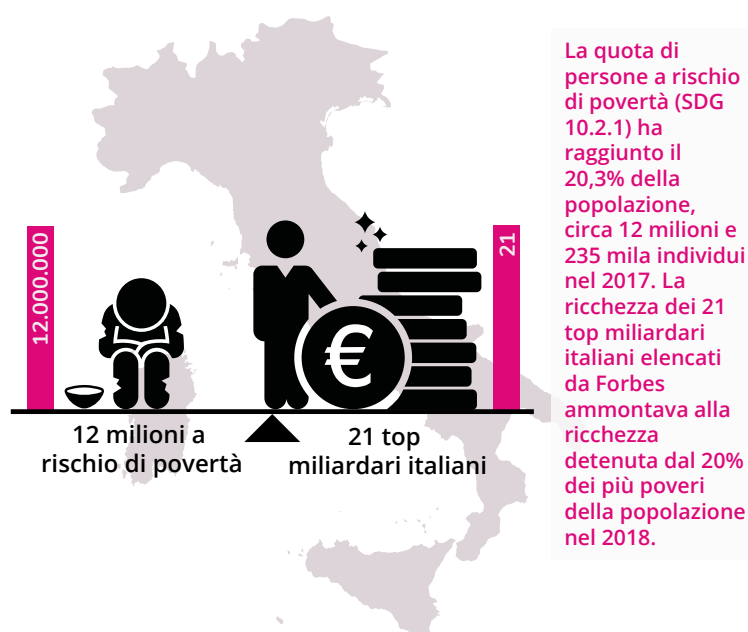 La quota di
persone a rischio
di povertà (SDG
10.2.1) ha
raggiunto il
20,3% della
popolazione,
circa 12 milioni e
235 mila individui
nel 2017. La
ricchezza dei 21
top miliardari
italiani elencati
da Forbes
ammontava alla
ricchezza
detenuta dal 20%
dei più poveri
della popolazione
nel 2018.
12.000.000
21
€
12 milioni a
rischio di povertà
21 top
miliardari italiani